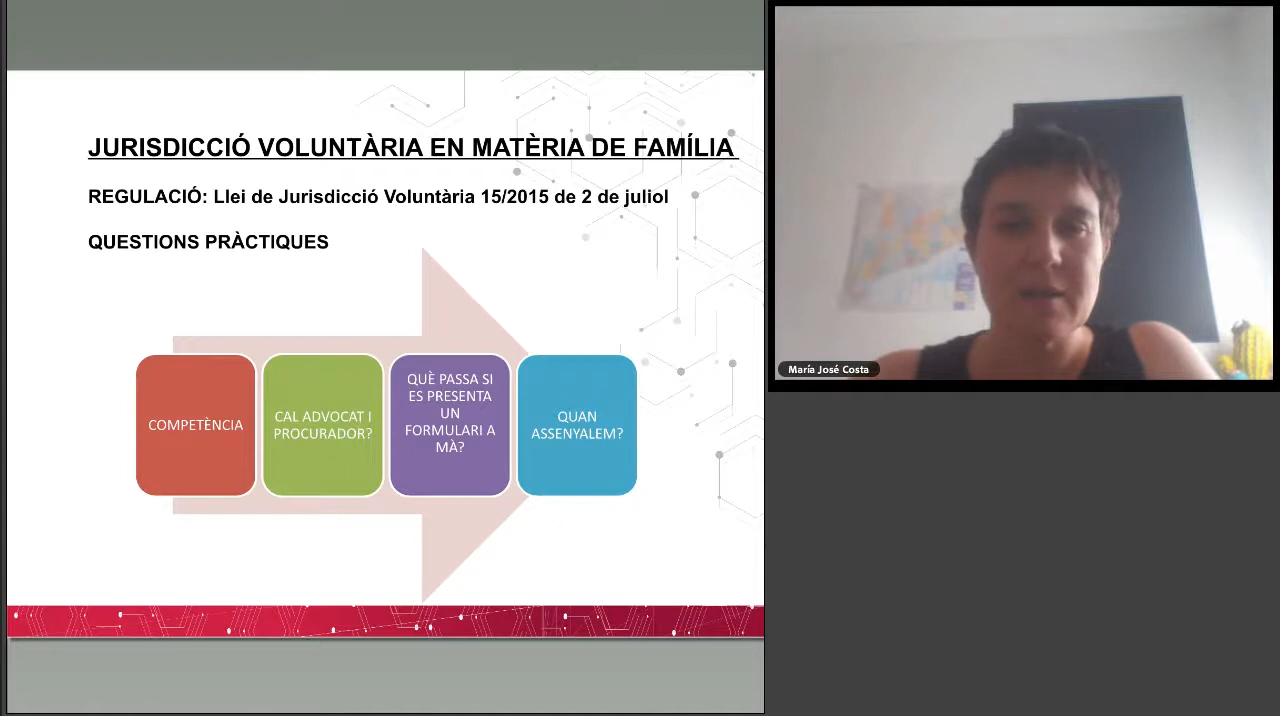 JURISDICCIÓ VOLUNTÀRIA EN MATÈRIA DE FAMÍLIA
REGULACIÓ: Llei de Jurisdicció Voluntària 15/2015 de 2 de juliol
QUESTIONS PRÀCTIQUES
COMPETÈNCIA
CAL ADVOCAT I
PROCURADOR?
QUÈ PASSA SI
ES PRESENTA
UN
FORMULARI A
MÀ?
QUAN
ASSENYALEM?
María José Costa